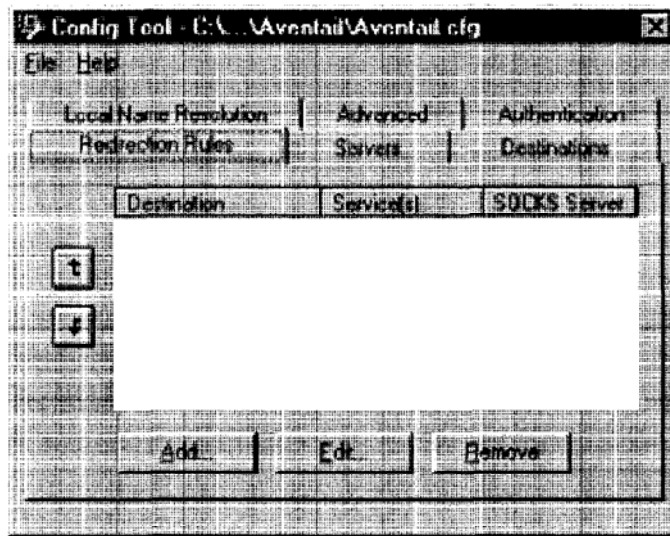 Config Tool - C:\...\Aventail\Aventail.cfg
File Help
Local Name Resolution Advanced Authentication
Redirection Rules Servers Destinations
Destination Service(s) SOCKS Server
Add... Edit... Remove